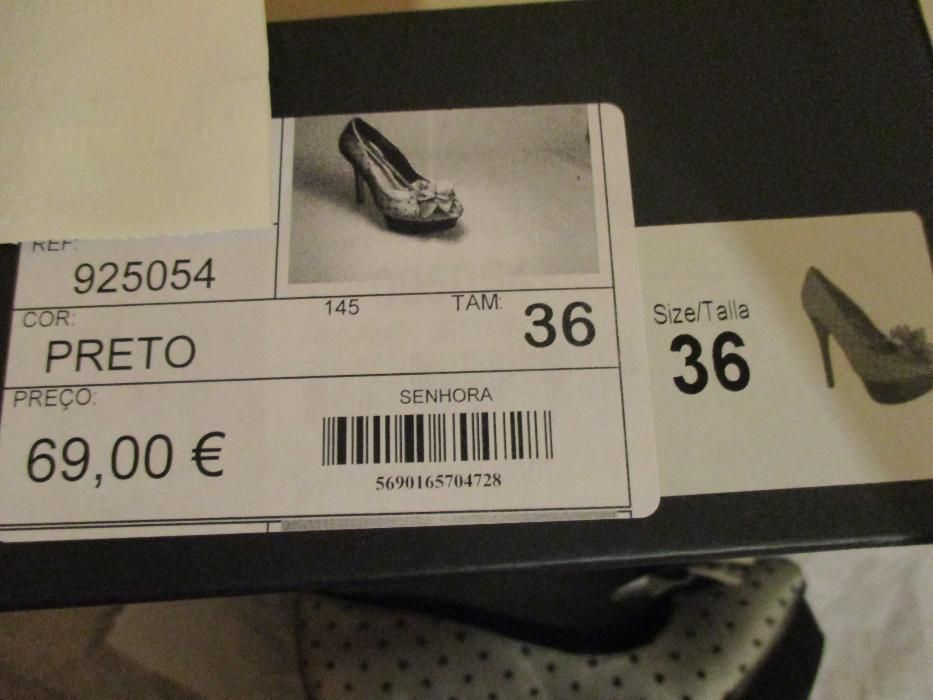 REF:
925054
COR:
145
TAM:
PRETO
36
PREÇO:
SENHORA
69,00 €
5690165704728
Size/Talla
36